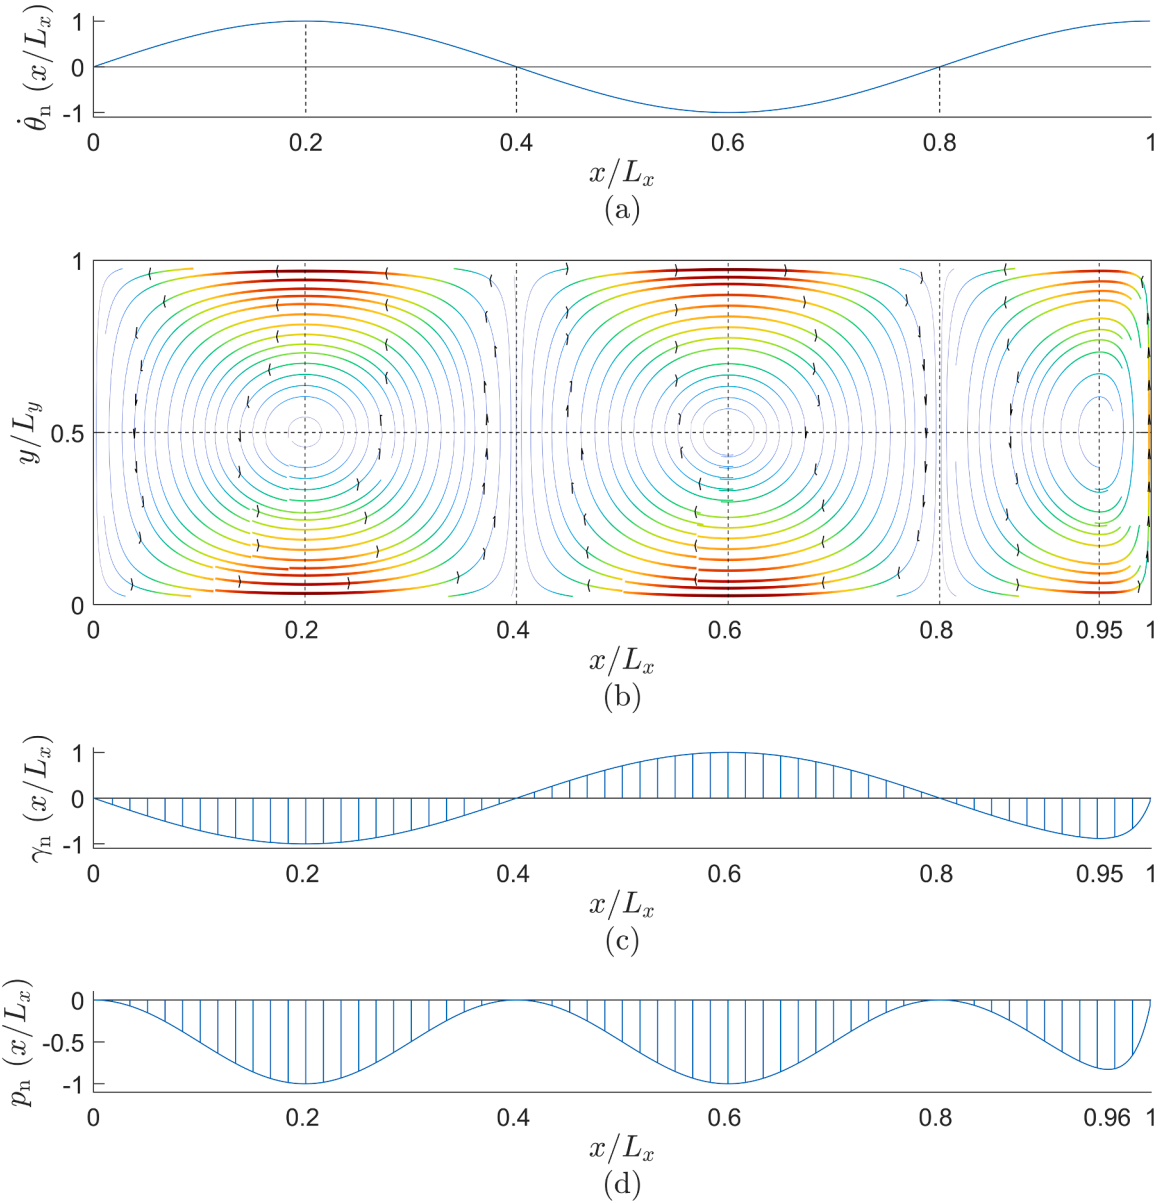 θ̇ₙ (x/Lₓ)
1
0
-1
0 0.2 0.4 0.6 0.8 1
x/Lₓ
(a)
y/L_y
1
0.5
0
0 0.2 0.4 0.6 0.8 0.95 1
x/Lₓ
(b)
γₙ (x/Lₓ)
1
0
-1
0 0.2 0.4 0.6 0.8 0.95 1
x/Lₓ
(c)
pₙ (x/Lₓ)
0
-0.5
-1
0 0.2 0.4 0.6 0.8 0.96 1
x/Lₓ
(d)